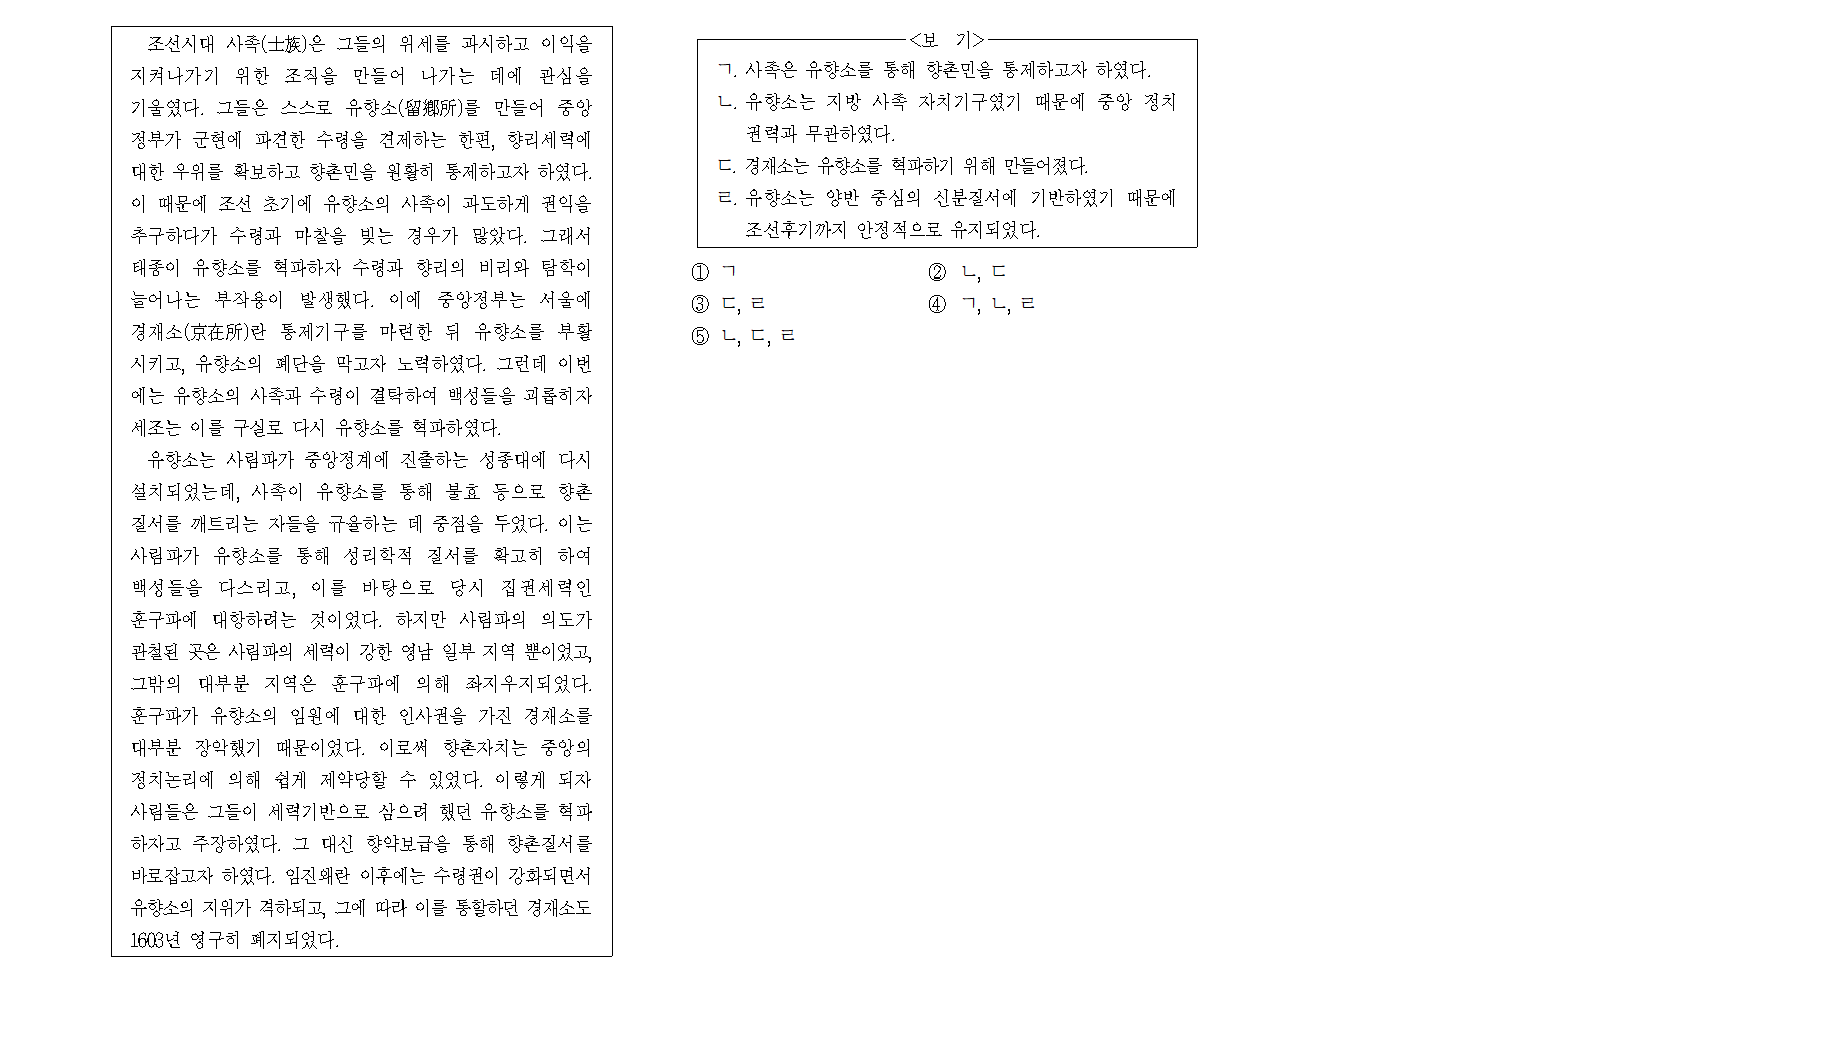 조선시대 사족(士族)은 그들의 위세를 과시하고 이익을
지켜나가기 위한 조직을 만들어 나가는 데에 관심을
기울였다. 그들은 스스로 유향소(留鄕所)를 만들어 중앙
정부가 군현에 파견한 수령을 견제하는 한편, 향리세력에
대한 우위를 확보하고 향촌민을 원활히 통제하고자 하였다.
이 때문에 조선 초기에 유향소의 사족이 과도하게 권익을
추구하다가 수령과 마찰을 빚는 경우가 많았다. 그래서
태종이 유향소를 혁파하자 수령과 향리의 비리와 탐학이
늘어나는 부작용이 발생했다. 이에 중앙정부는 서울에
경재소(京在所)란 통제기구를 마련한 뒤 유향소를 부활
시키고, 유향소의 폐단을 막고자 노력하였다. 그런데 이번
에는 유향소의 사족과 수령이 결탁하여 백성들을 괴롭히자
세조는 이를 구실로 다시 유향소를 혁파하였다.
유향소는 사림파가 중앙정계에 진출하는 성종대에 다시
설치되었는데, 사족이 유향소를 통해 불효 등으로 향촌
질서를 깨트리는 자들을 규율하는 데 중점을 두었다. 이는
사림파가 유향소를 통해 성리학적 질서를 확고히 하여
백성들을 다스리고, 이를 바탕으로 당시 집권세력인
훈구파에 대항하려는 것이었다. 하지만 사림파의 의도가
관철된 곳은 사림파의 세력이 강한 영남 일부 지역 뿐이었고,
그밖의 대부분 지역은 훈구파에 의해 좌지우지되었다.
훈구파가 유향소의 임원에 대한 인사권을 가진 경재소를
대부분 장악했기 때문이었다. 이로써 향촌자치는 중앙의
정치논리에 의해 쉽게 제약당할 수 있었다. 이렇게 되자
사림들은 그들이 세력기반으로 삼으려 했던 유향소를 혁파
하자고 주장하였다. 그 대신 향약보급을 통해 향촌질서를
바로잡고자 하였다. 임진왜란 이후에는 수령권이 강화되면서
유향소의 지위가 격하되고, 그에 따라 이를 통할하던 경재소도
1603년 영구히 폐지되었다.
<보 기>
ㄱ. 사족은 유향소를 통해 향촌민을 통제하고자 하였다.
ㄴ. 유향소는 지방 사족 자치기구였기 때문에 중앙 정치
권력과 무관하였다.
ㄷ. 경재소는 유향소를 혁파하기 위해 만들어졌다.
ㄹ. 유향소는 양반 중심의 신분질서에 기반하였기 때문에
조선후기까지 안정적으로 유지되었다.
① ㄱ ② ㄴ, ㄷ
③ ㄷ, ㄹ ④ ㄱ, ㄴ, ㄹ
⑤ ㄴ, ㄷ, ㄹ